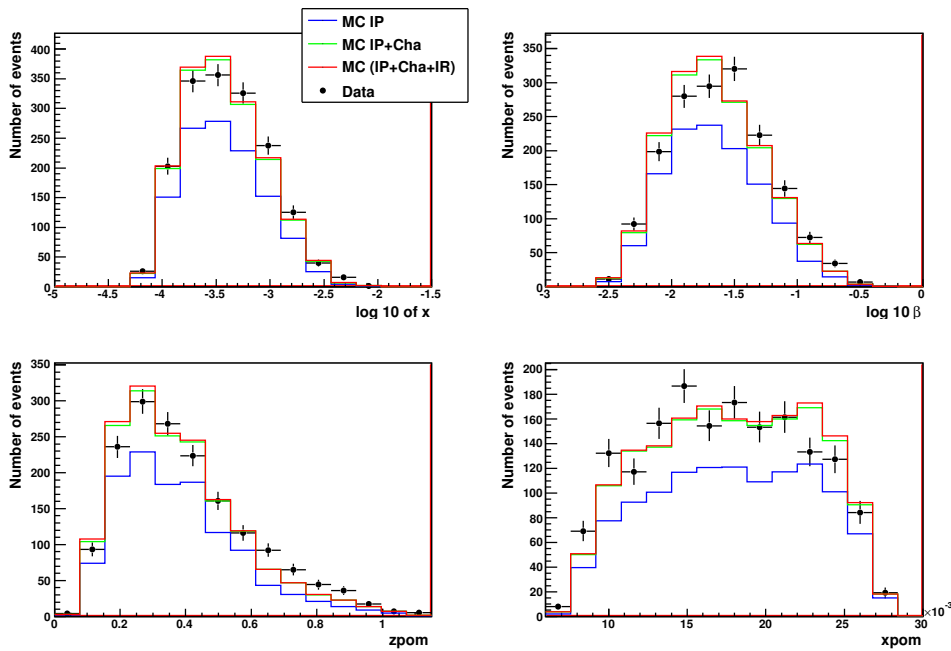 MC IP
MC IP+Cha
MC (IP+Cha+IR)
Data
Number of events
400
350
300
250
200
150
100
50
0
-5 -4.5 -4 -3.5 -3 -2.5 -2 -1.5
log 10 of x
Number of events
350
300
250
200
150
100
50
0
-3 -2.5 -2 -1.5 -1 -0.5 0
log 10 β
Number of events
350
300
250
200
150
100
50
0
0 0.2 0.4 0.6 0.8 1
zpom
Number of events
200
180
160
140
120
100
80
60
40
20
0
10 15 20 25 30
×10⁻³
xpom